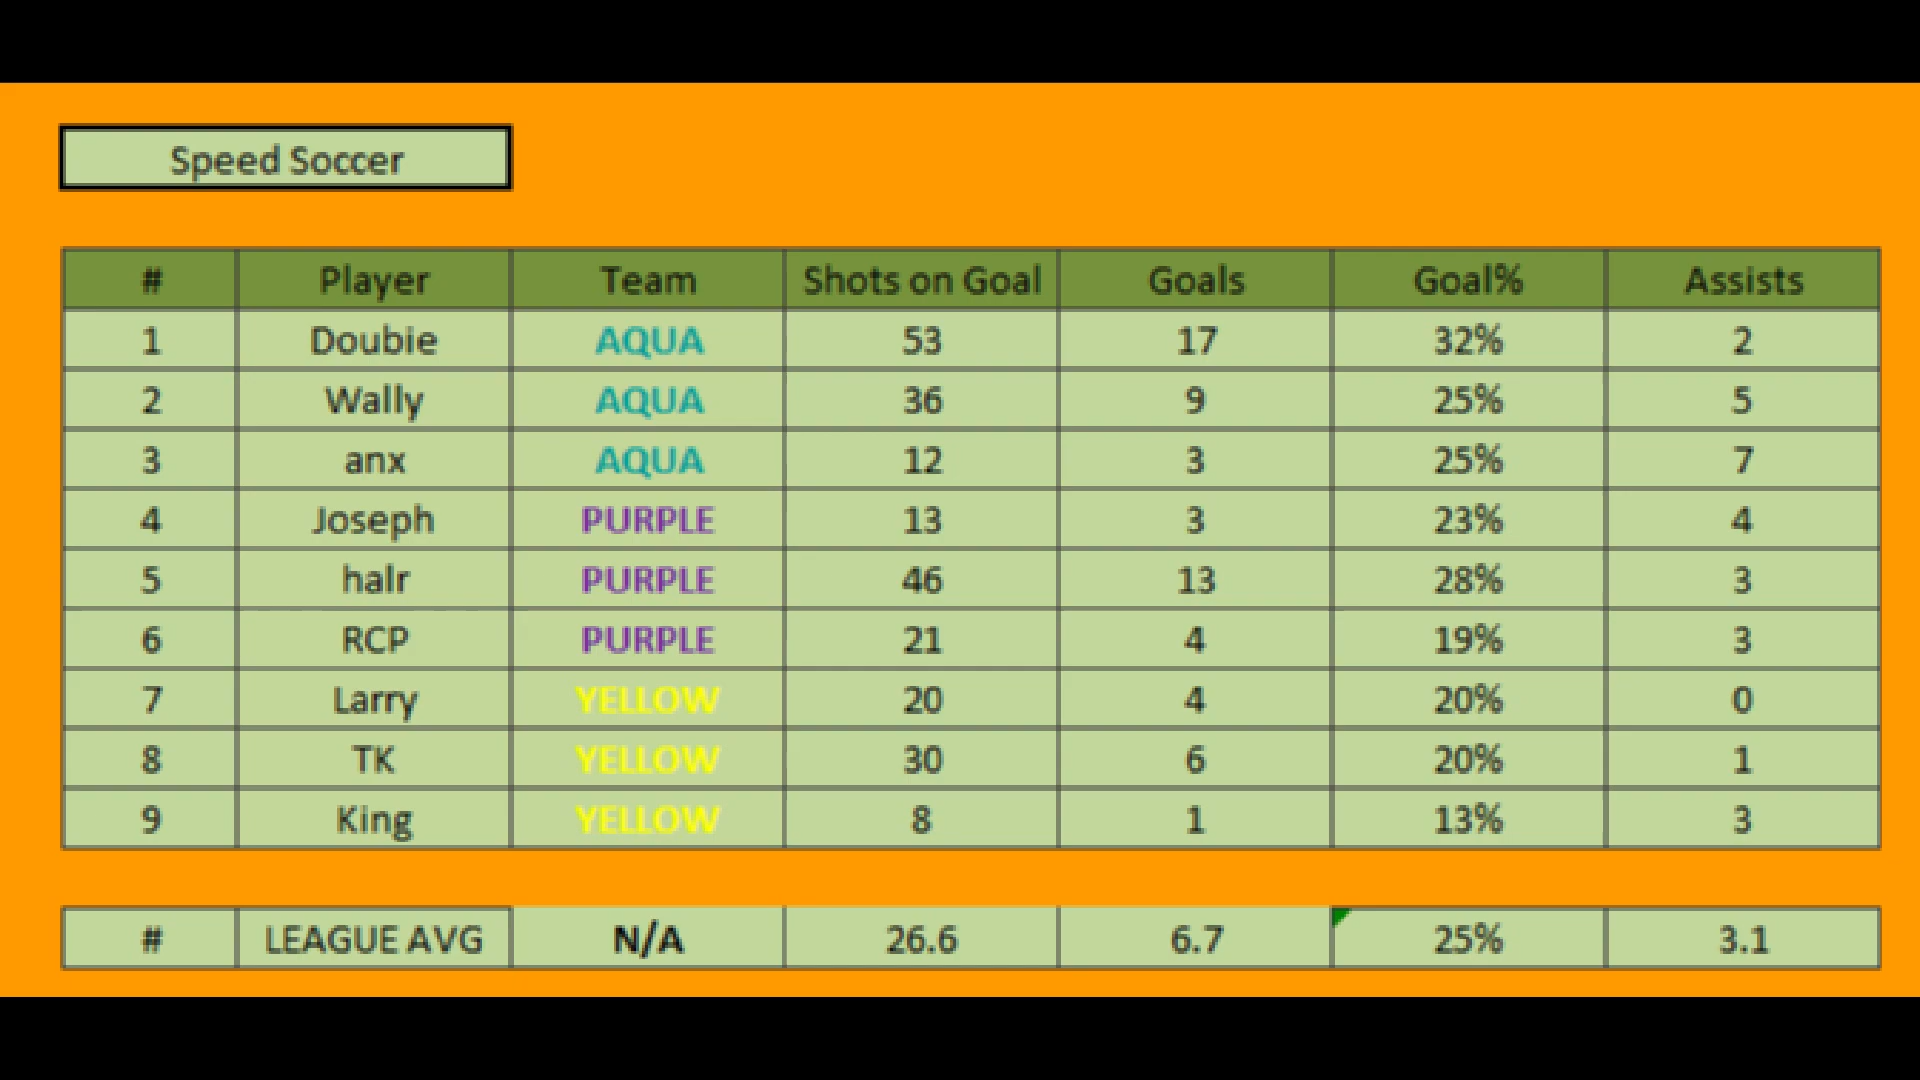 Speed Soccer
# Player Team Shots on Goal Goals Goal% Assists
1 Doubie AQUA 53 17 32% 2
2 Wally AQUA 36 9 25% 5
3 anx AQUA 12 3 25% 7
4 Joseph PURPLE 13 3 23% 4
5 halr PURPLE 46 13 28% 3
6 RCP PURPLE 21 4 19% 3
7 Larry YELLOW 20 4 20% 0
8 TK YELLOW 30 6 20% 1
9 King YELLOW 8 1 13% 3
# LEAGUE AVG N/A 26.6 6.7 25% 3.1